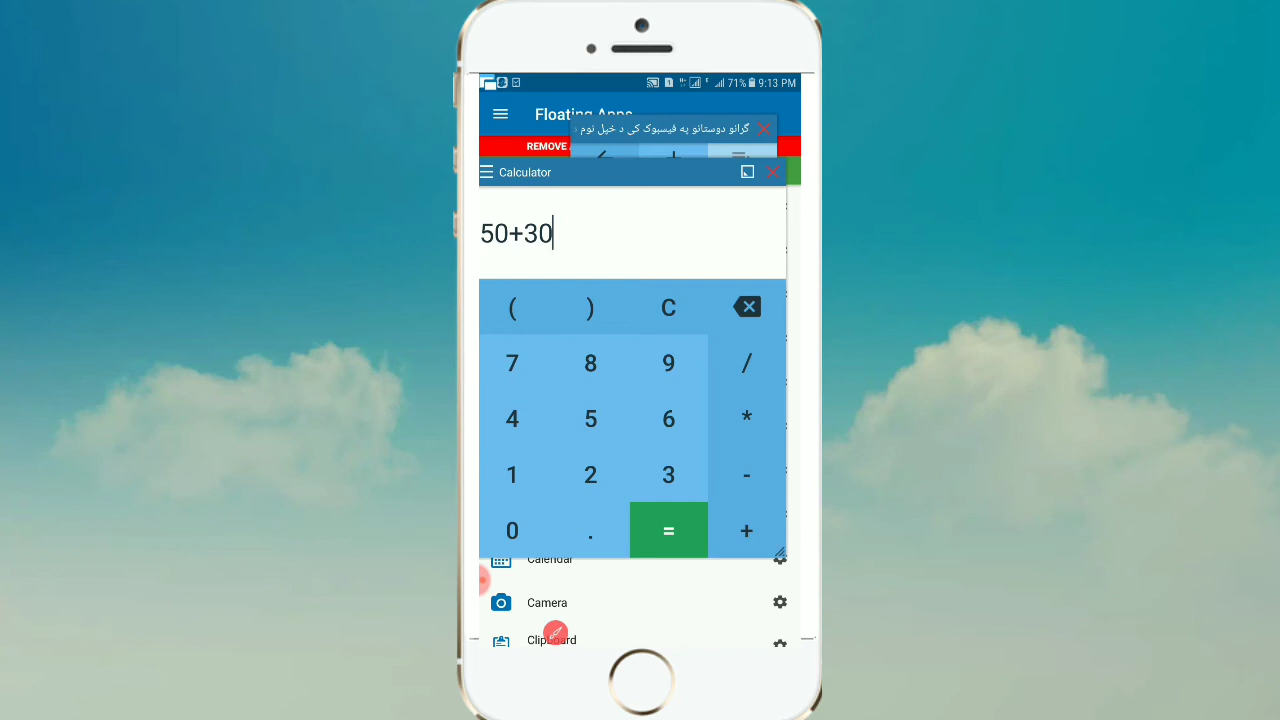 71% 9:13 PM
Floating Apps
REMOVE
گرانو دوستانو په فیسبوک کی د خپل نوم د
Calculator
50+30
( ) C
7 8 9 /
4 5 6 *
1 2 3 -
0 . = +
Calendar
Camera
Clipboard